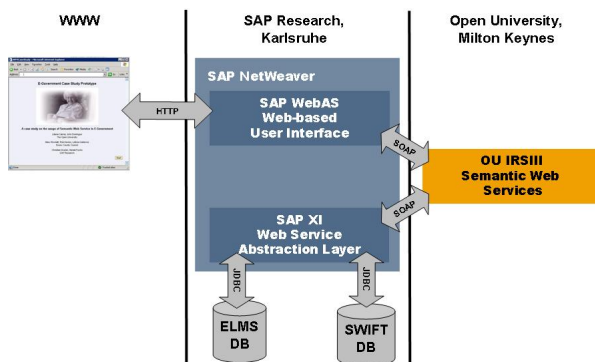 WWW
SAP Research,
Karlsruhe
Open University,
Milton Keynes
SAP NetWeaver
E-Government Case Study Prototype
HTTP
SAP WebAS
Web-based
User Interface
SOAP
OU IRSIII
Semantic Web
Services
SOAP
SAP XI
Web Service
Abstraction Layer
JDBC
JDBC
ELMS
DB
SWIFT
DB